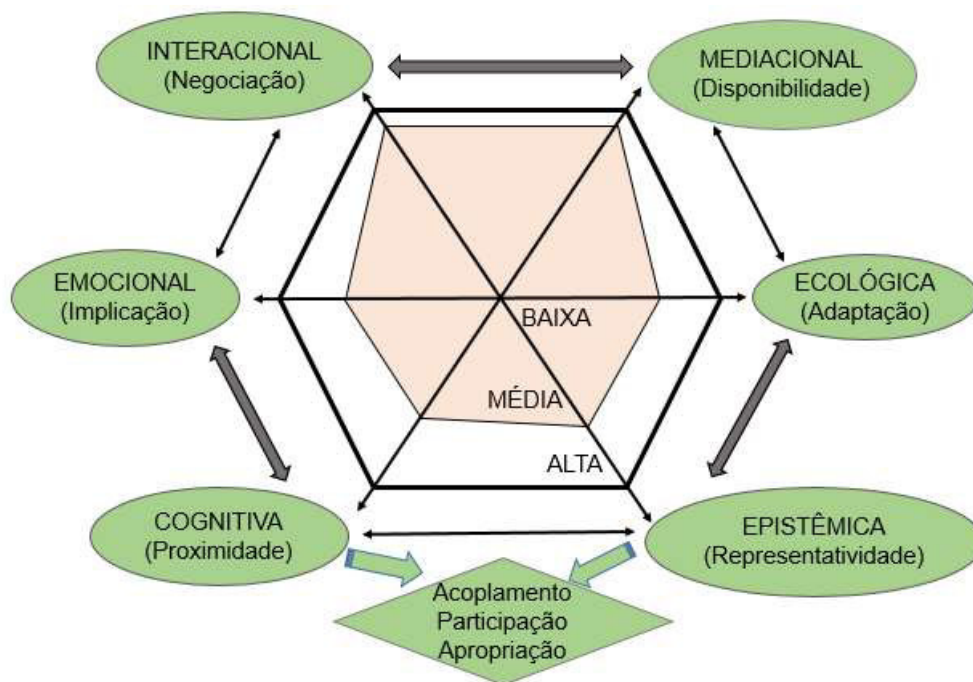 INTERACIONAL
(Negociação)
MEDIACIONAL
(Disponibilidade)
EMOCIONAL
(Implicação)
ECOLÓGICA
(Adaptação)
BAIXA
MÉDIA
ALTA
COGNITIVA
(Proximidade)
EPISTÊMICA
(Representatividade)
Acoplamento
Participação
Apropriação